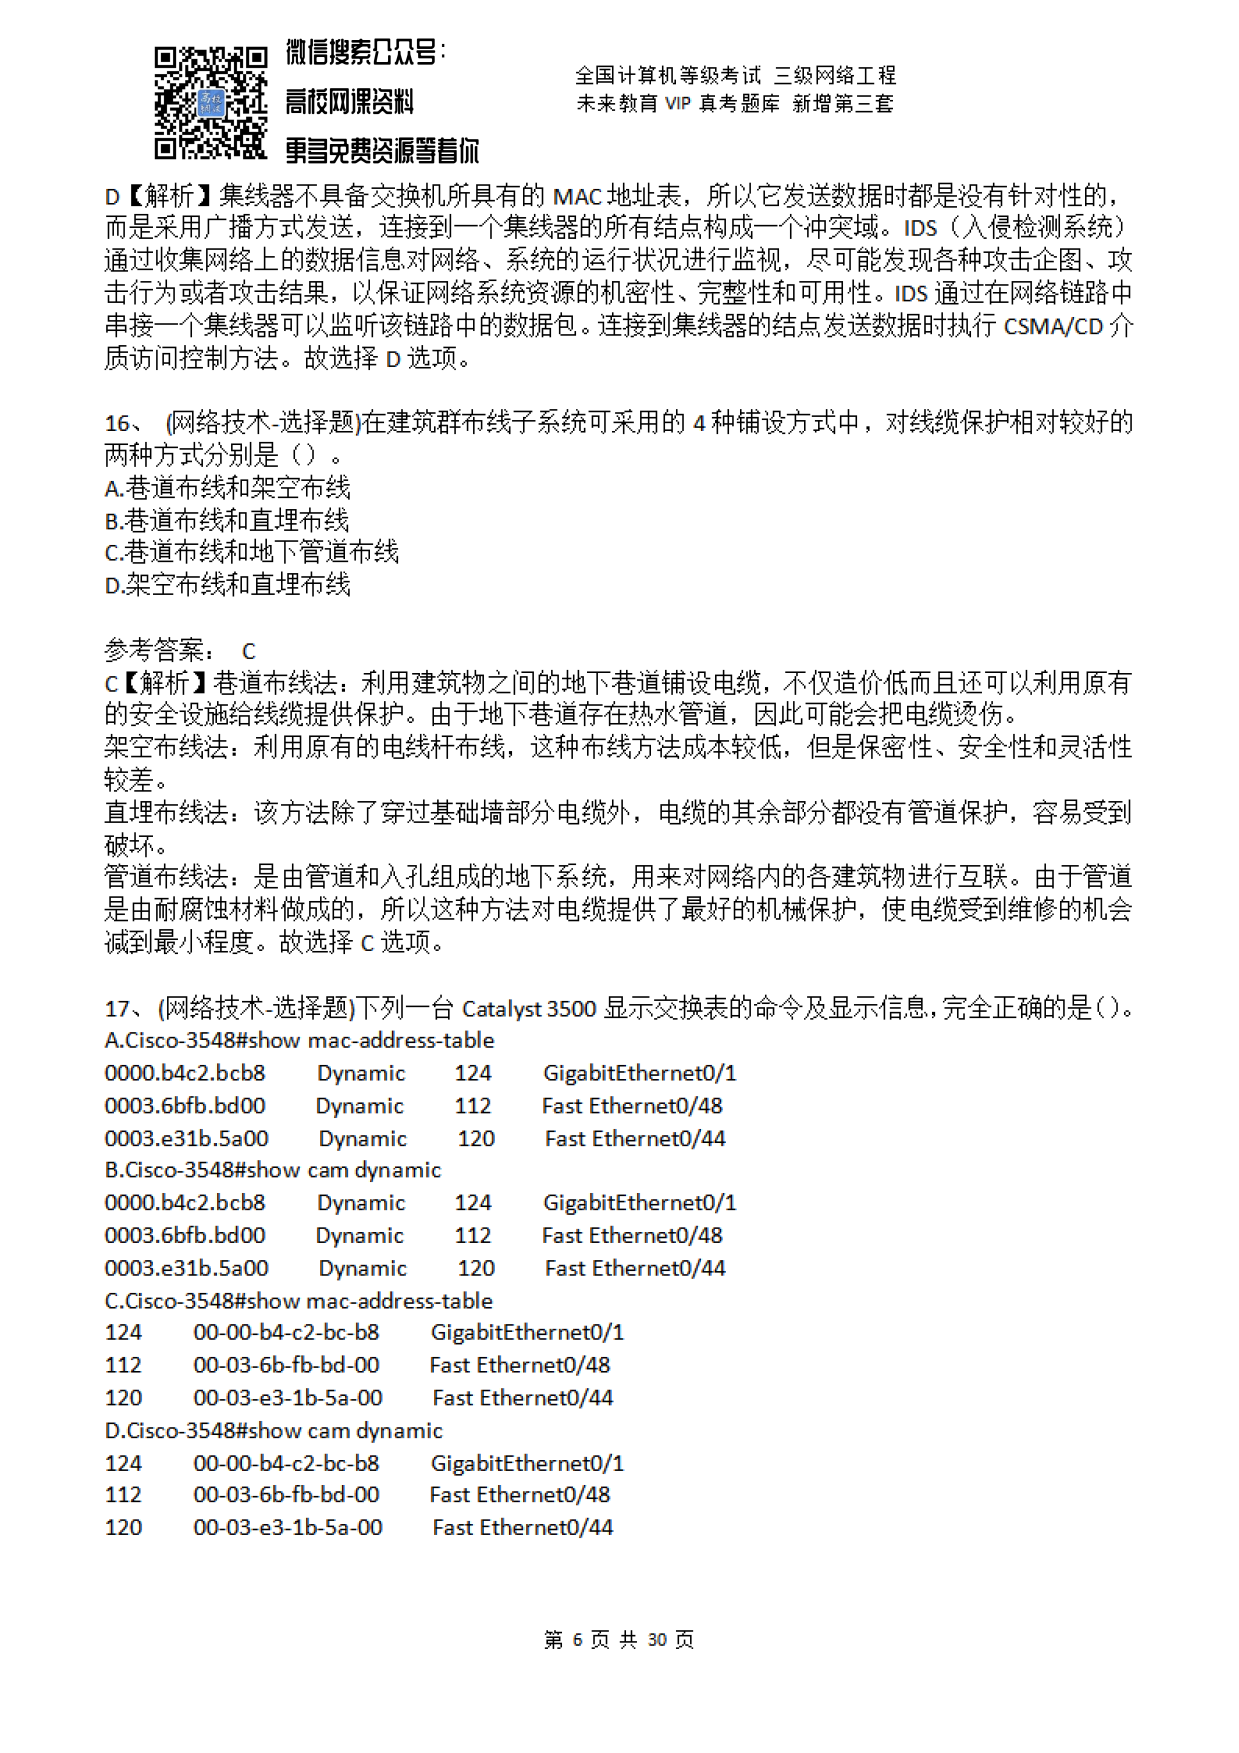 微信搜索公众号：
高校网课资料
更多免费资源等着你
全国计算机等级考试 三级网络工程
未来教育 VIP 真考题库 新增第三套
D【解析】集线器不具备交换机所具有的 MAC 地址表，所以它发送数据时都是没有针对性的，
而是采用广播方式发送，连接到一个集线器的所有结点构成一个冲突域。IDS（入侵检测系统）
通过收集网络上的数据信息对网络、系统的运行状况进行监视，尽可能发现各种攻击企图、攻
击行为或者攻击结果，以保证网络系统资源的机密性、完整性和可用性。IDS 通过在网络链路中
串接一个集线器可以监听该链路中的数据包。连接到集线器的结点发送数据时执行 CSMA/CD 介
质访问控制方法。故选择 D 选项。
16、 (网络技术-选择题)在建筑群布线子系统可采用的 4 种铺设方式中，对线缆保护相对较好的
两种方式分别是（）。
A.巷道布线和架空布线
B.巷道布线和直埋布线
C.巷道布线和地下管道布线
D.架空布线和直埋布线
参考答案： C
C【解析】巷道布线法：利用建筑物之间的地下巷道铺设电缆，不仅造价低而且还可以利用原有
的安全设施给线缆提供保护。由于地下巷道存在热水管道，因此可能会把电缆烫伤。
架空布线法：利用原有的电线杆布线，这种布线方法成本较低，但是保密性、安全性和灵活性
较差。
直埋布线法：该方法除了穿过基础墙部分电缆外，电缆的其余部分都没有管道保护，容易受到
破坏。
管道布线法：是由管道和入孔组成的地下系统，用来对网络内的各建筑物进行互联。由于管道
是由耐腐蚀材料做成的，所以这种方法对电缆提供了最好的机械保护，使电缆受到维修的机会
减到最小程度。故选择 C 选项。
17、(网络技术-选择题)下列一台 Catalyst 3500 显示交换表的命令及显示信息，完全正确的是（）。
A.Cisco-3548#show mac-address-table
0000.b4c2.bcb8 Dynamic 124 GigabitEthernet0/1
0003.6bfb.bd00 Dynamic 112 Fast Ethernet0/48
0003.e31b.5a00 Dynamic 120 Fast Ethernet0/44
B.Cisco-3548#show cam dynamic
0000.b4c2.bcb8 Dynamic 124 GigabitEthernet0/1
0003.6bfb.bd00 Dynamic 112 Fast Ethernet0/48
0003.e31b.5a00 Dynamic 120 Fast Ethernet0/44
C.Cisco-3548#show mac-address-table
124 00-00-b4-c2-bc-b8 GigabitEthernet0/1
112 00-03-6b-fb-bd-00 Fast Ethernet0/48
120 00-03-e3-1b-5a-00 Fast Ethernet0/44
D.Cisco-3548#show cam dynamic
124 00-00-b4-c2-bc-b8 GigabitEthernet0/1
112 00-03-6b-fb-bd-00 Fast Ethernet0/48
120 00-03-e3-1b-5a-00 Fast Ethernet0/44
第 6 页 共 30 页